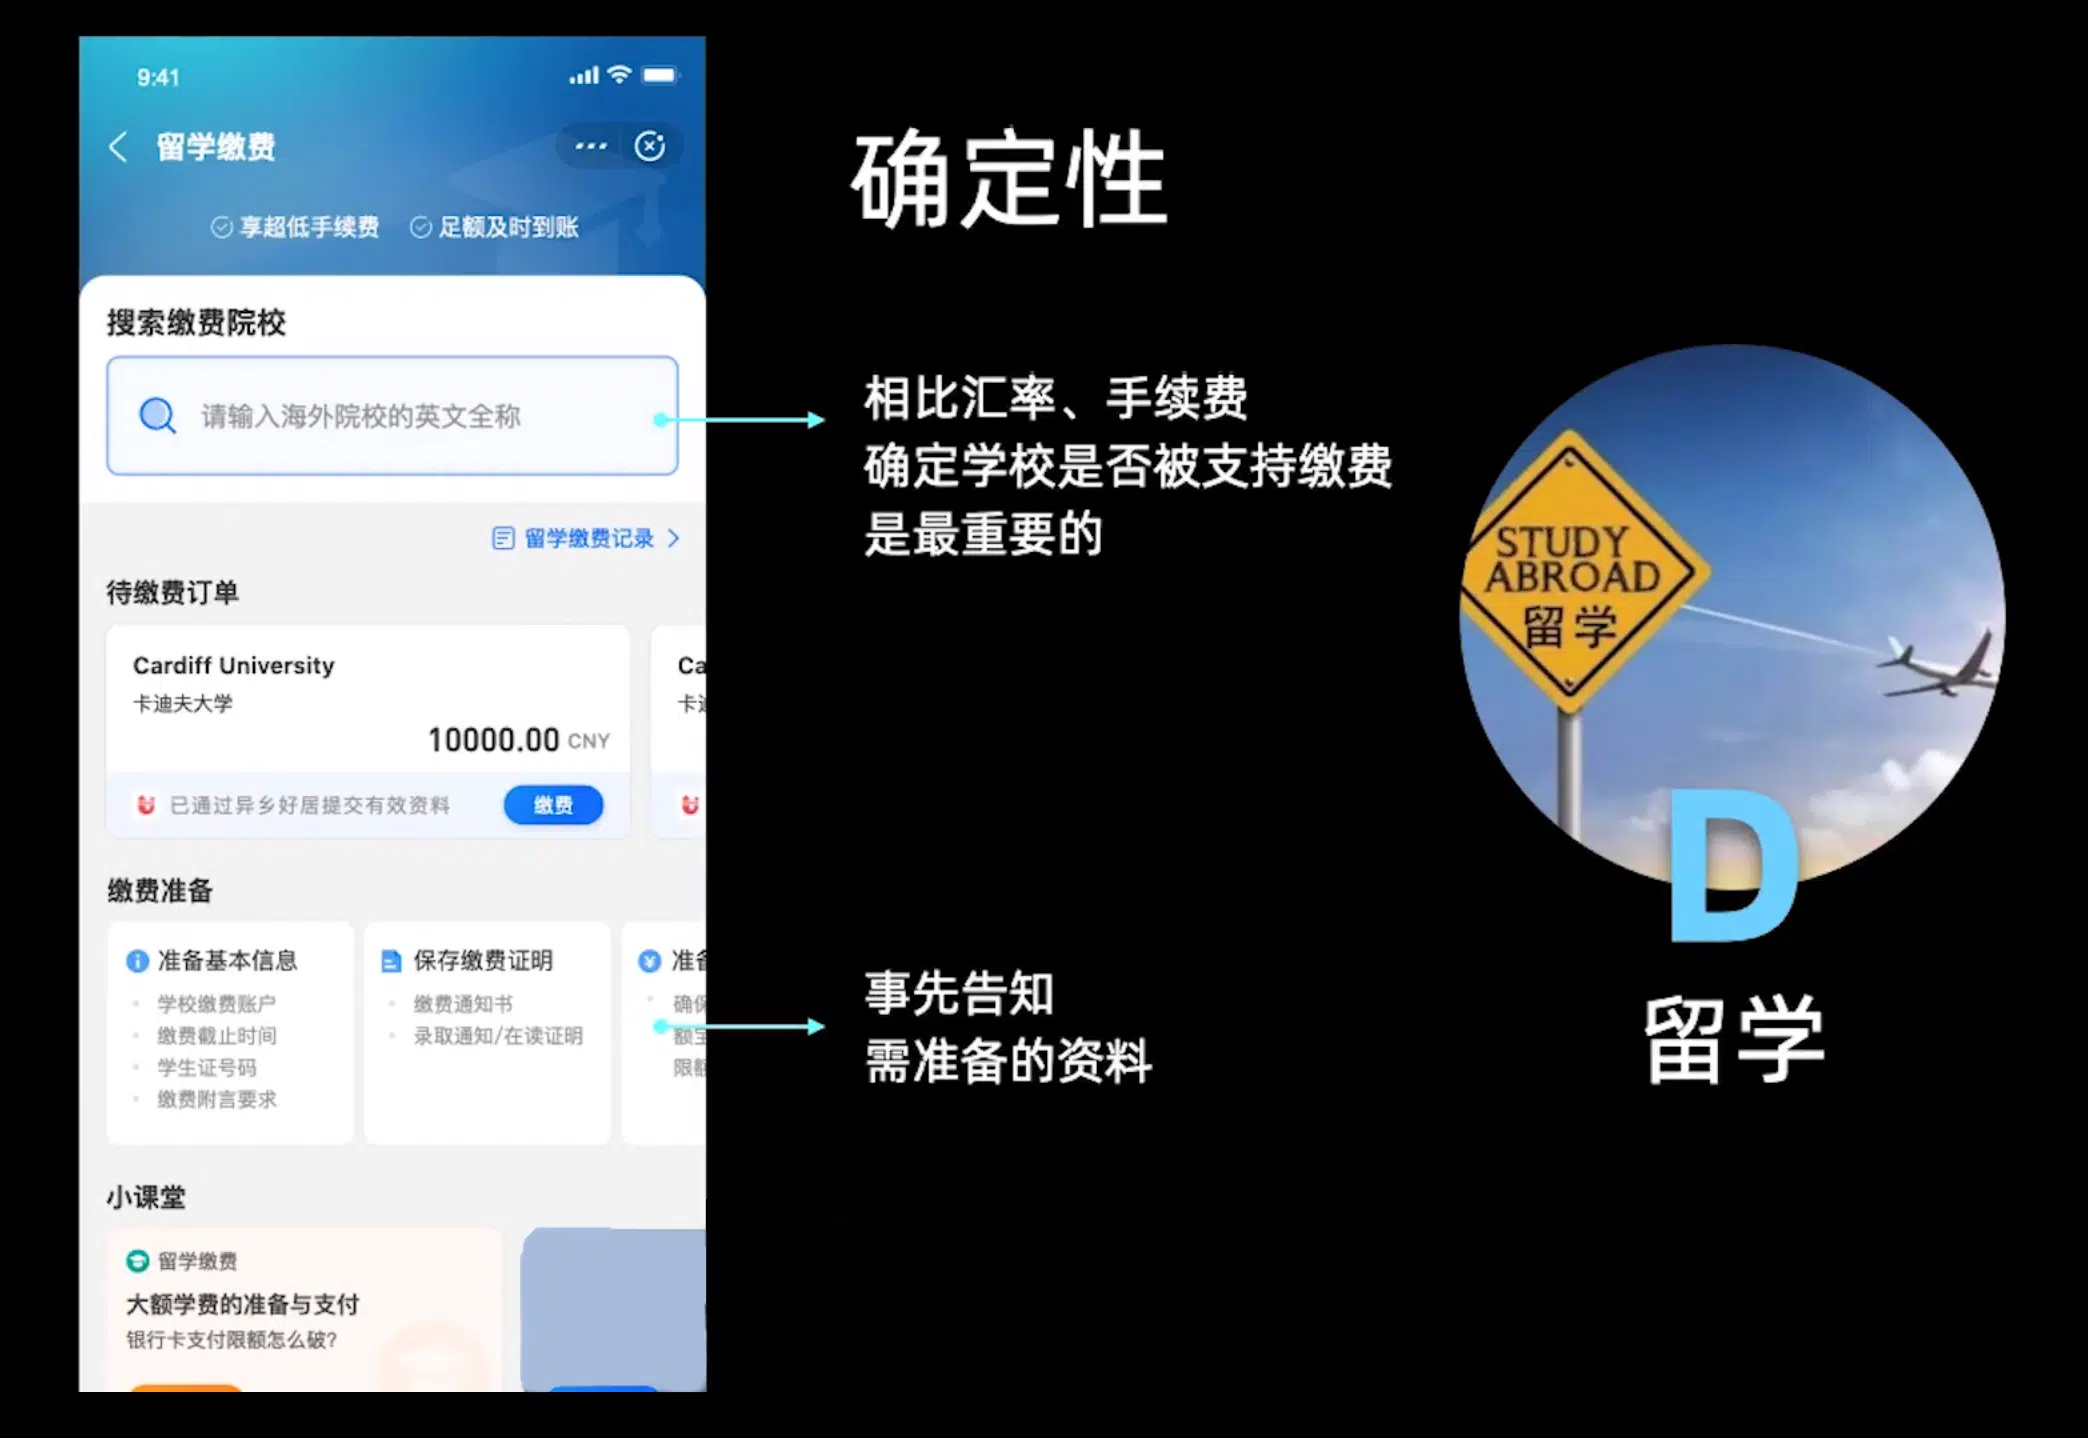 9:41
留学缴费
享超低手续费 足额及时到账
搜索缴费院校
请输入海外院校的英文全称
留学缴费记录
待缴费订单
Cardiff University
卡迪夫大学
10000.00 CNY
已通过异乡好居提交有效资料
缴费
Ca
卡
缴费准备
准备基本信息
学校缴费账户
缴费截止时间
学生证号码
缴费附言要求
保存缴费证明
缴费通知书
录取通知/在读证明
准备
确保
额
限额
小课堂
留学缴费
大额学费的准备与支付
银行卡支付限额怎么破?
确定性
相比汇率、手续费
确定学校是否被支持缴费
是最重要的
事先告知
需准备的资料
STUDY
ABROAD
留学
D
留学